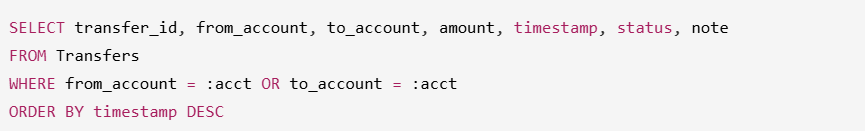 SELECT transfer_id, from_account, to_account, amount, timestamp, status, note
FROM Transfers
WHERE from_account = :acct OR to_account = :acct
ORDER BY timestamp DESC